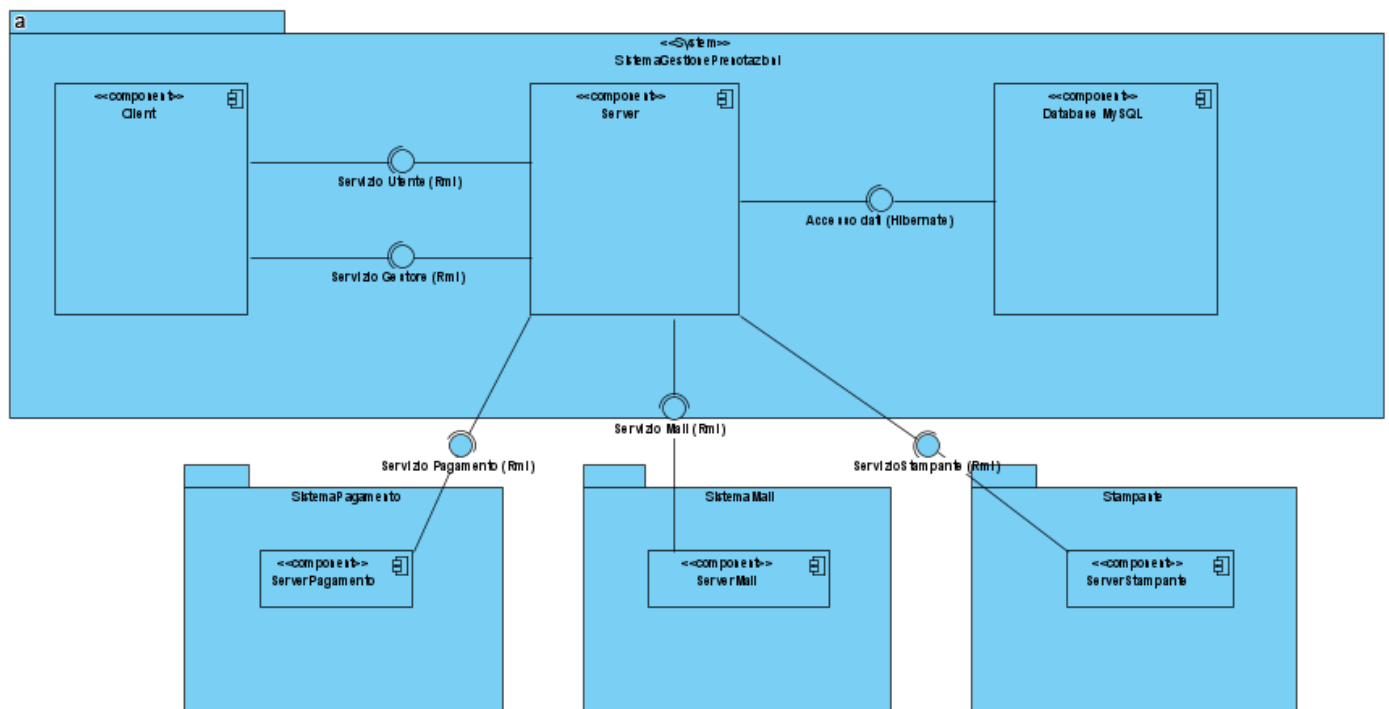 a
<<System>>
SistemaGestionePrenotazioni
<<component>>
Client
<<component>>
Server
<<component>>
Database MySQL
Servizio Utente (Rmi)
Accesso dati (Hibernate)
Servizio Gestore (Rmi)
Servizio Mail (Rmi)
Servizio Pagamento (Rmi)
ServizioStampante (Rmi)
SistemaPagamento
SistemaMail
Stampante
<<component>>
ServerPagamento
<<component>>
ServerMail
<<component>>
ServerStampante